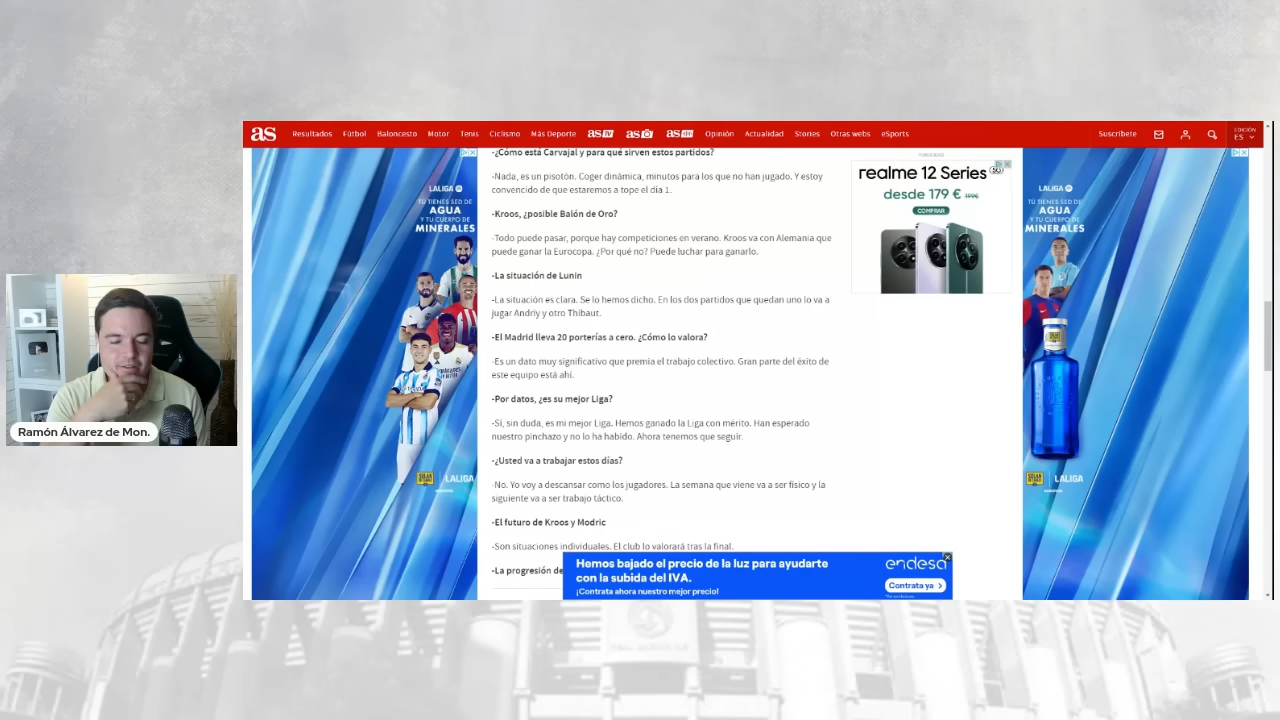 as
Resultados
Fútbol
Baloncesto
Motor
Tenis
Ciclismo
Más Deporte
as TV
as
as
Opinión
Actualidad
Stories
Otras webs
eSports
Suscríbete
EDICIÓN
ES
LALIGA
TÚ TIENES SED DE
AGUA
Y TU CUERPO DE
MINERALES
LALIGA
-¿Cómo está Carvajal y para qué sirven estos partidos?
-Nada, es un pisotón. Coger dinámica, minutos para los que no han jugado. Y estoy
convencido de que estaremos a tope el día 1.
-Kroos, ¿posible Balón de Oro?
-Todo puede pasar, porque hay competiciones en verano. Kroos va con Alemania que
puede ganar la Eurocopa. ¿Por qué no? Puede luchar para ganarlo.
-La situación de Lunin
-La situación es clara. Se lo hemos dicho. En los dos partidos que quedan uno lo va a
jugar Andriy y otro Thibaut.
-El Madrid lleva 20 porterías a cero. ¿Cómo lo valora?
-Es un dato muy significativo que premia el trabajo colectivo. Gran parte del éxito de
este equipo está ahí.
-Por datos, ¿es su mejor Liga?
-Sí, sin duda, es mi mejor Liga. Hemos ganado la Liga con mérito. Han esperado
nuestro pinchazo y no lo ha habido. Ahora tenemos que seguir.
-¿Usted va a trabajar estos días?
-No. Yo voy a descansar como los jugadores. La semana que viene va a ser físico y la
siguiente va a ser trabajo táctico.
-El futuro de Kroos y Modric
-Son situaciones individuales. El club lo valorará tras la final.
-La progresión de
PUBLICIDAD
realme 12 Series 5G
desde 179 € 199€
COMPRAR
LALIGA
TÚ TIENES SED DE
AGUA
Y TU CUERPO DE
MINERALES
LALIGA
Hemos bajado el precio de la luz para ayudarte
con la subida del IVA.
¡Contrata ahora nuestro mejor precio!
endesa
Contrata ya
Ramón Álvarez de Mon.